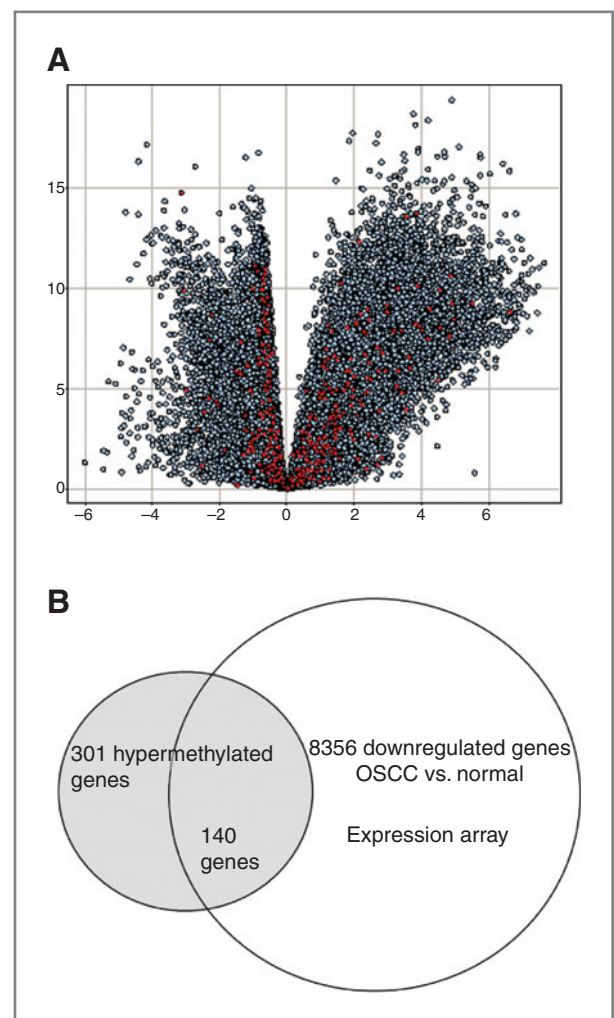 A
15
10
5
0
−6 −4 −2 0 2 4 6
B
301 hypermethylated
genes
140
genes
8356 downregulated genes
OSCC vs. normal
Expression array